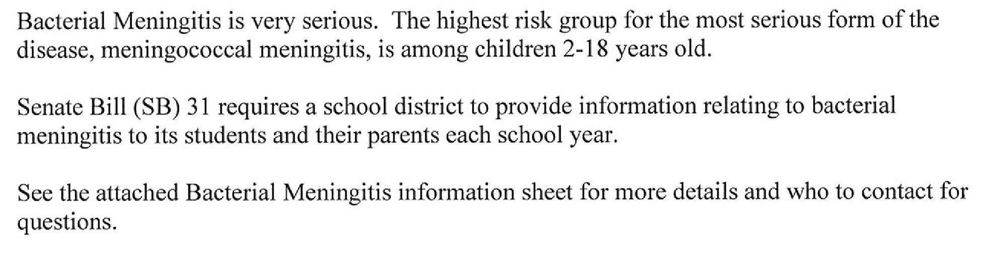 Bacterial Meningitis is very serious.  The highest risk group for the most serious form of the
disease, meningococcal meningitis, is among children 2-18 years old.
Senate Bill (SB) 31 requires a school district to provide information relating to bacterial
meningitis to its students and their parents each school year.
See the attached Bacterial Meningitis information sheet for more details and who to contact for
questions.